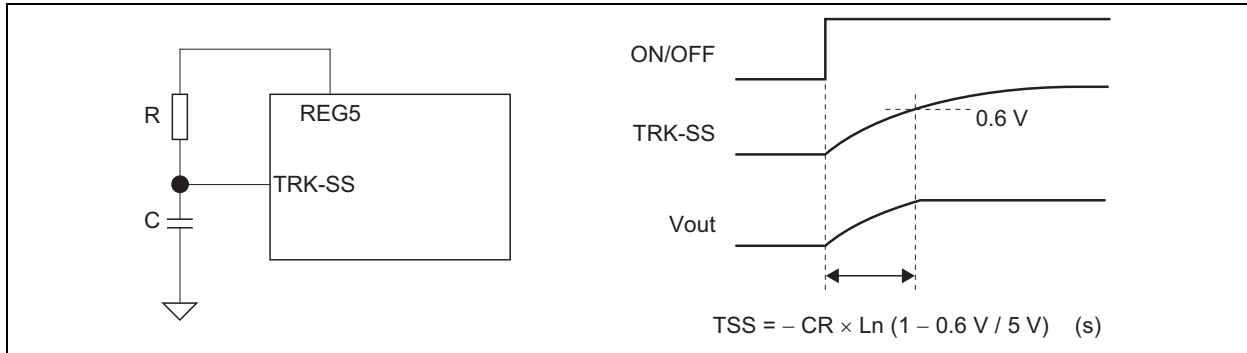 R
REG5
TRK-SS
C
ON/OFF
TRK-SS
0.6 V
Vout
TSS = – CR × Ln (1 – 0.6 V / 5 V) (s)